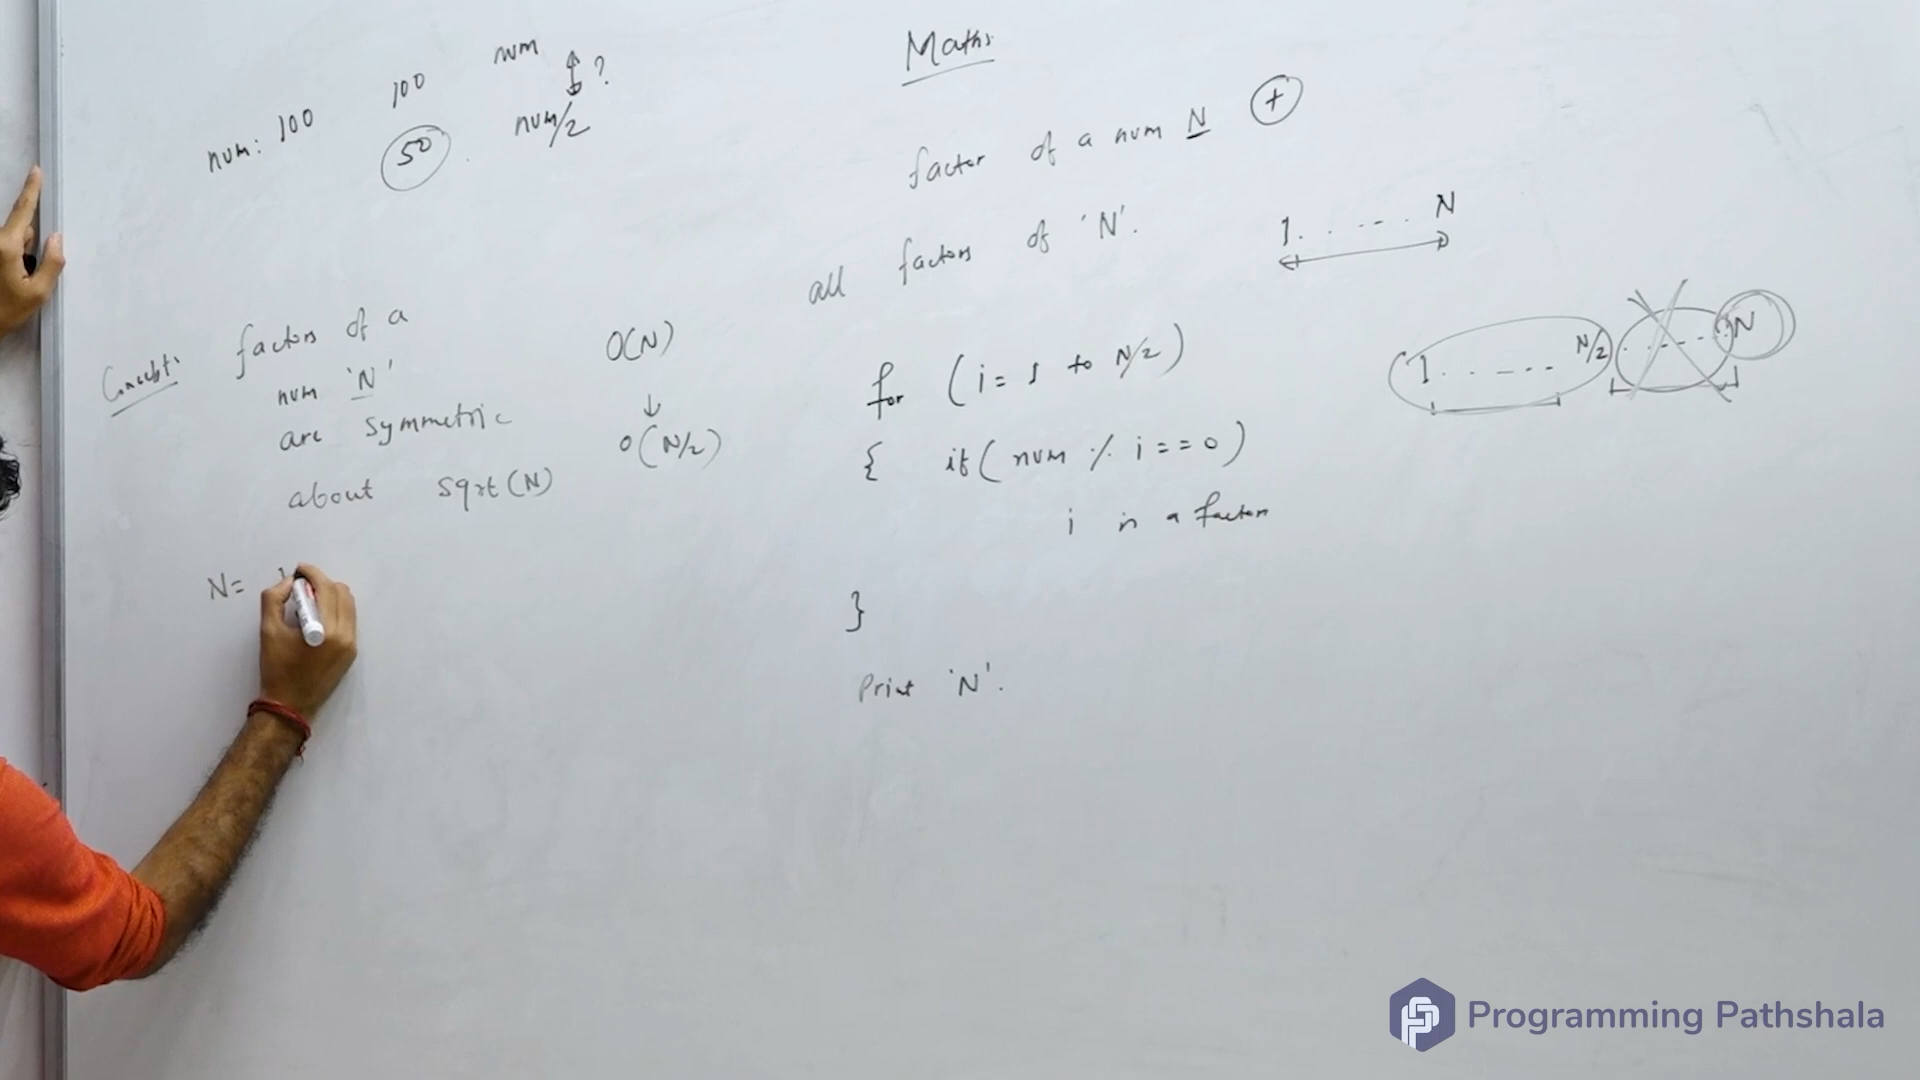 Maths
num: 100
100
50
num
num/2
?
factor of a num N +
all factors of 'N'.
1. . . - - . N
1. . . - - . . N/2 . . - - - . N
Concept: factors of a
num 'N'
are symmetric
about sqrt(N)
O(N)
↓
O(N/2)
N= 1
for (i= 1 to N/2)
{ if( num % i==0)
i is a factor
}
Print 'N'.
Programming Pathshala